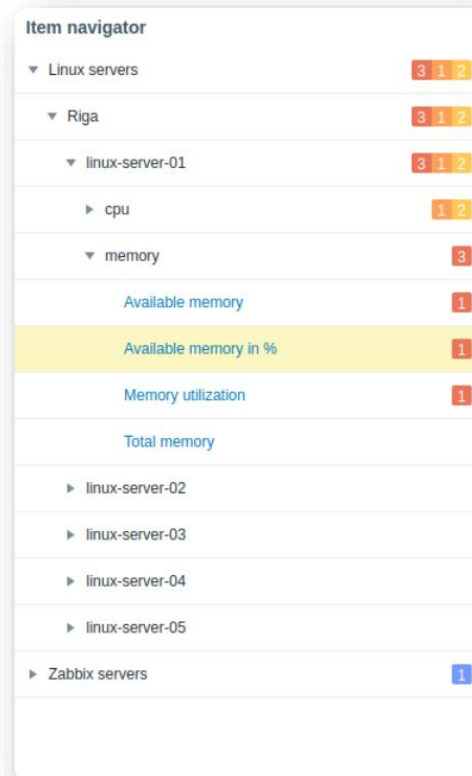 Item navigator
Linux servers 3 1 2
Riga 3 1 2
linux-server-01 3 1 2
cpu 1 2
memory 3
Available memory 1
Available memory in % 1
Memory utilization 1
Total memory
linux-server-02
linux-server-03
linux-server-04
linux-server-05
Zabbix servers 1